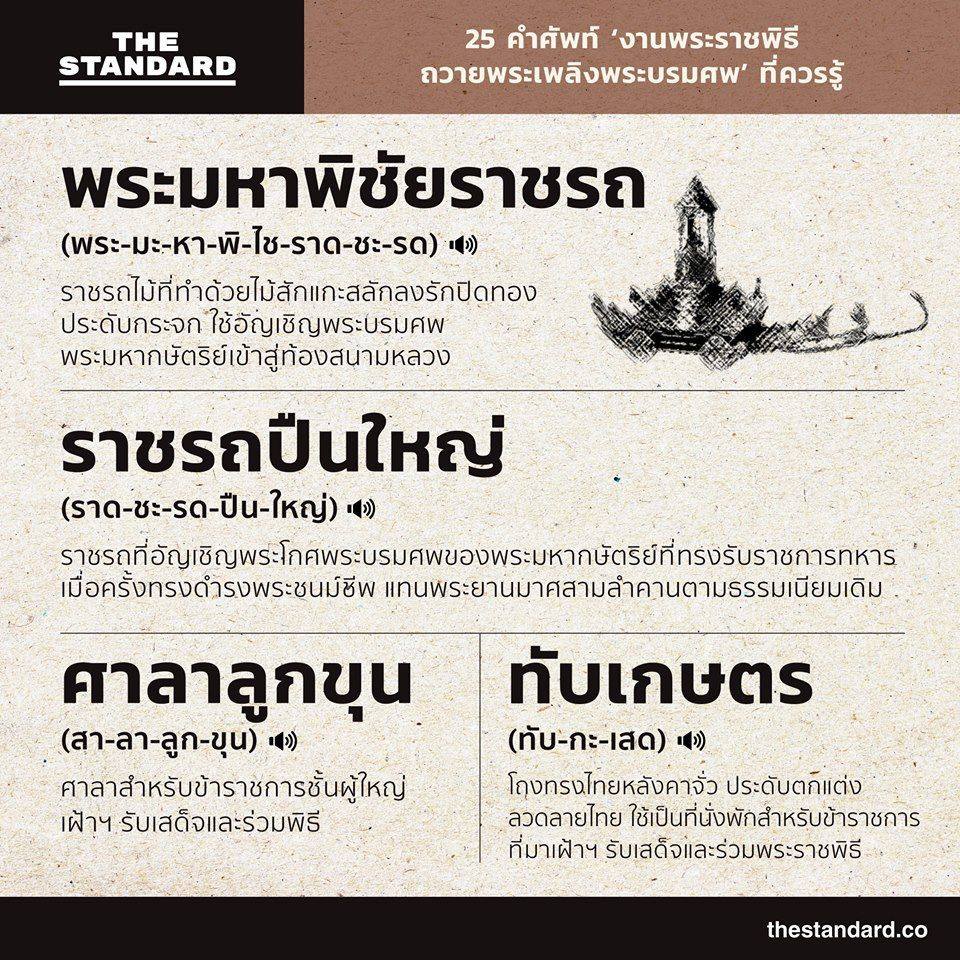 THE
STANDARD
25 คำศัพท์ ‘งานพระราชพิธี
ถวายพระเพลิงพระบรมศพ’ ที่ควรรู้
พระมหาพิชัยราชรถ
(พระ-มะ-หา-พิ-ไช-ราด-ชะ-รด)
ราชรถไม้ที่ทำด้วยไม้สักแกะสลักลงรักปิดทอง
ประดับกระจก ใช้อัญเชิญพระบรมศพ
พระมหากษัตริย์เข้าสู่ท้องสนามหลวง
ราชรถปืนใหญ่
(ราด-ชะ-รด-ปืน-ใหญ่)
ราชรถที่อัญเชิญพระโกศพระบรมศพของพระมหากษัตริย์ที่ทรงรับราชการทหาร
เมื่อครั้งทรงดำรงพระชนม์ชีพ แทนพระยานมาศสามลำคานตามธรรมเนียมเดิม
ศาลาลูกขุน
(สา-ลา-ลูก-ขุน)
ศาลาสำหรับข้าราชการชั้นผู้ใหญ่
เฝ้าฯ รับเสด็จและร่วมพิธี
ทับเกษตร
(ทับ-กะ-เสด)
โถงทรงไทยหลังคาจั่ว ประดับตกแต่ง
ลวดลายไทย ใช้เป็นที่นั่งพักสำหรับข้าราชการ
ที่มาเฝ้าฯ รับเสด็จและร่วมพระราชพิธี
thestandard.co